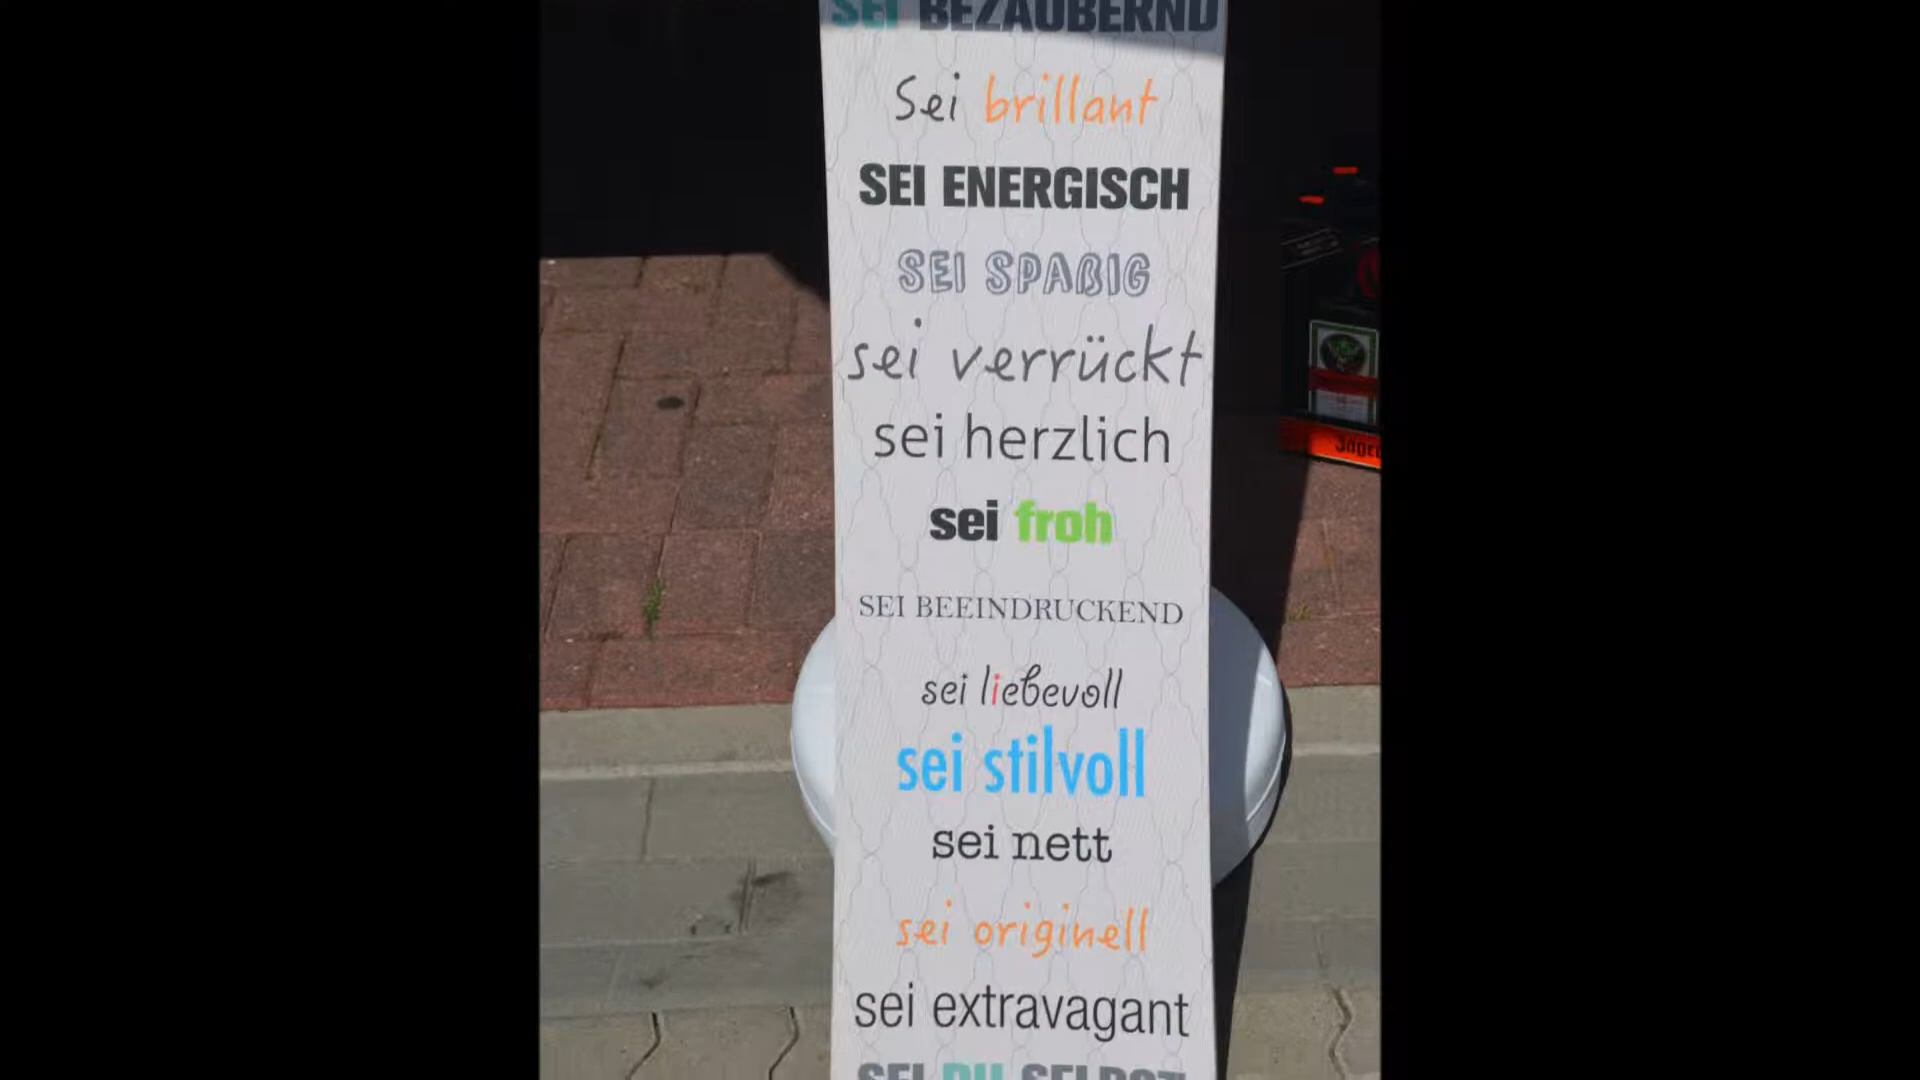 SEI BEZAUBERND
Sei brillant
SEI ENERGISCH
SEI SPAßIG
sei verrückt
sei herzlich
sei froh
SEI BEEINDRUCKEND
sei liebevoll
sei stilvoll
sei nett
sei originell
sei extravagant
SEI DU SELBST!